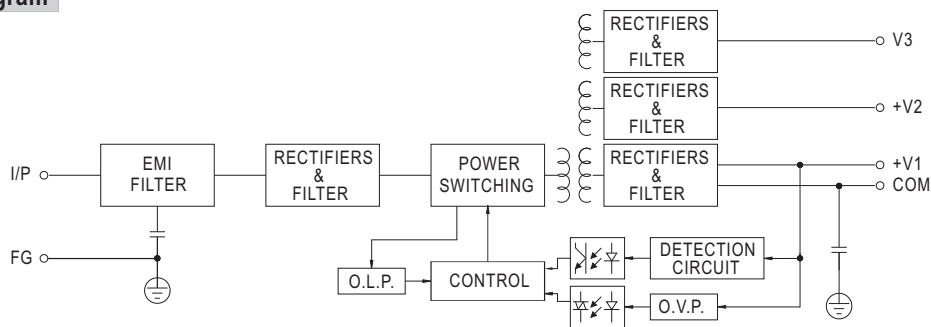 RECTIFIERS
&
FILTER
V3
RECTIFIERS
&
FILTER
+V2
I/P
EMI
FILTER
RECTIFIERS
&
FILTER
POWER
SWITCHING
RECTIFIERS
&
FILTER
+V1
COM
FG
O.L.P.
CONTROL
DETECTION
CIRCUIT
O.V.P.